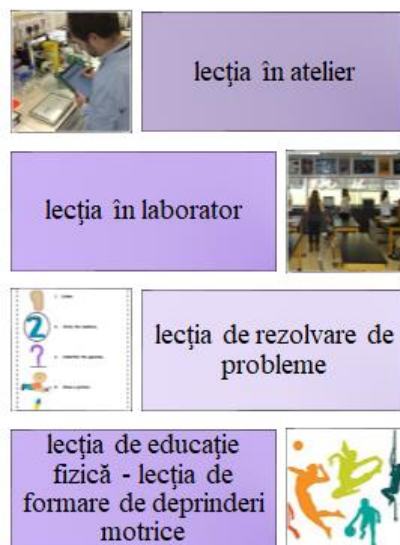 lecţia în atelier
lecţia în laborator
lecţia de rezolvare de
probleme
lecţia de educaţie
fizică - lecţia de
formare de deprinderi
motrice
2
?